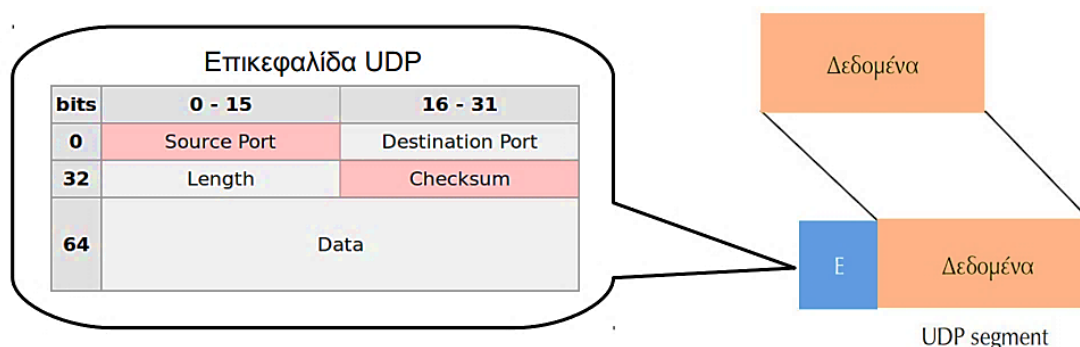 Επικεφαλίδα UDP
bits 0 - 15 16 - 31
0 Source Port Destination Port
32 Length Checksum
64 Data
Δεδομένα
Ε Δεδομένα
UDP segment